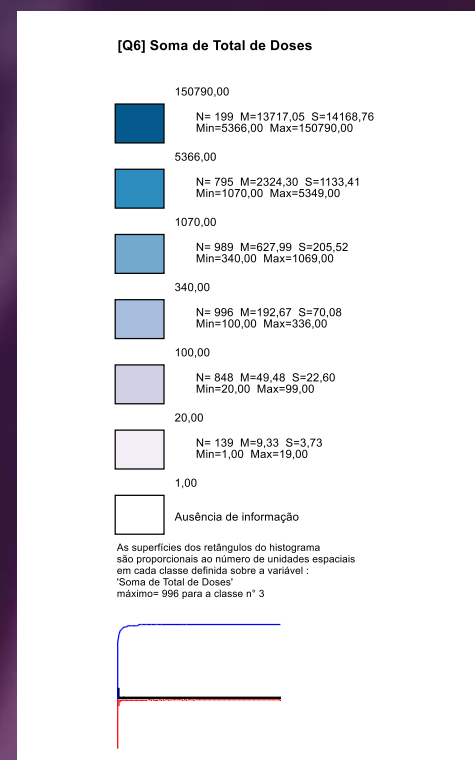 [Q6] Soma de Total de Doses
150790,00
N= 199 M=13717,05 S=14168,76
Min=5366,00 Max=150790,00
5366,00
N= 795 M=2324,30 S=1133,41
Min=1070,00 Max=5349,00
1070,00
N= 989 M=627,99 S=205,52
Min=340,00 Max=1069,00
340,00
N= 996 M=192,67 S=70,08
Min=100,00 Max=336,00
100,00
N= 848 M=49,48 S=22,60
Min=20,00 Max=99,00
20,00
N= 139 M=9,33 S=3,73
Min=1,00 Max=19,00
1,00
Ausência de informação
As superfícies dos retângulos do histograma
são proporcionais ao número de unidades espaciais
em cada classe definida sobre a variável :
'Soma de Total de Doses'
máximo= 996 para a classe n° 3